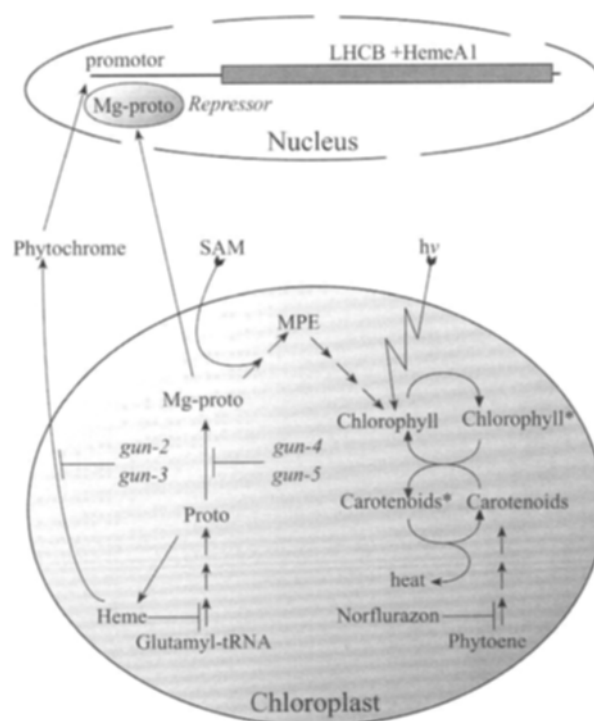 LHCB +HemeA1
promotor
Mg-proto Repressor
Nucleus
Phytochrome
SAM
hν
MPE
Mg-proto
Chlorophyll
Chlorophyll*
gun-2
gun-3
gun-4
gun-5
Proto
Carotenoids*
Carotenoids
heat
Heme
Glutamyl-tRNA
Norflurazon
Phytoene
Chloroplast